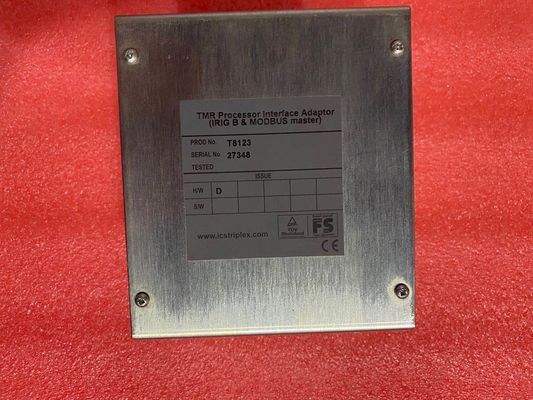 TMR Processor Interface Adaptor
(IRIG B & MODBUS master)
PROD No. T8123
SERIAL No. 27348
TESTED
ISSUE
H/W D
S/W
www.icstriplex.com
TÜV
FS
CE